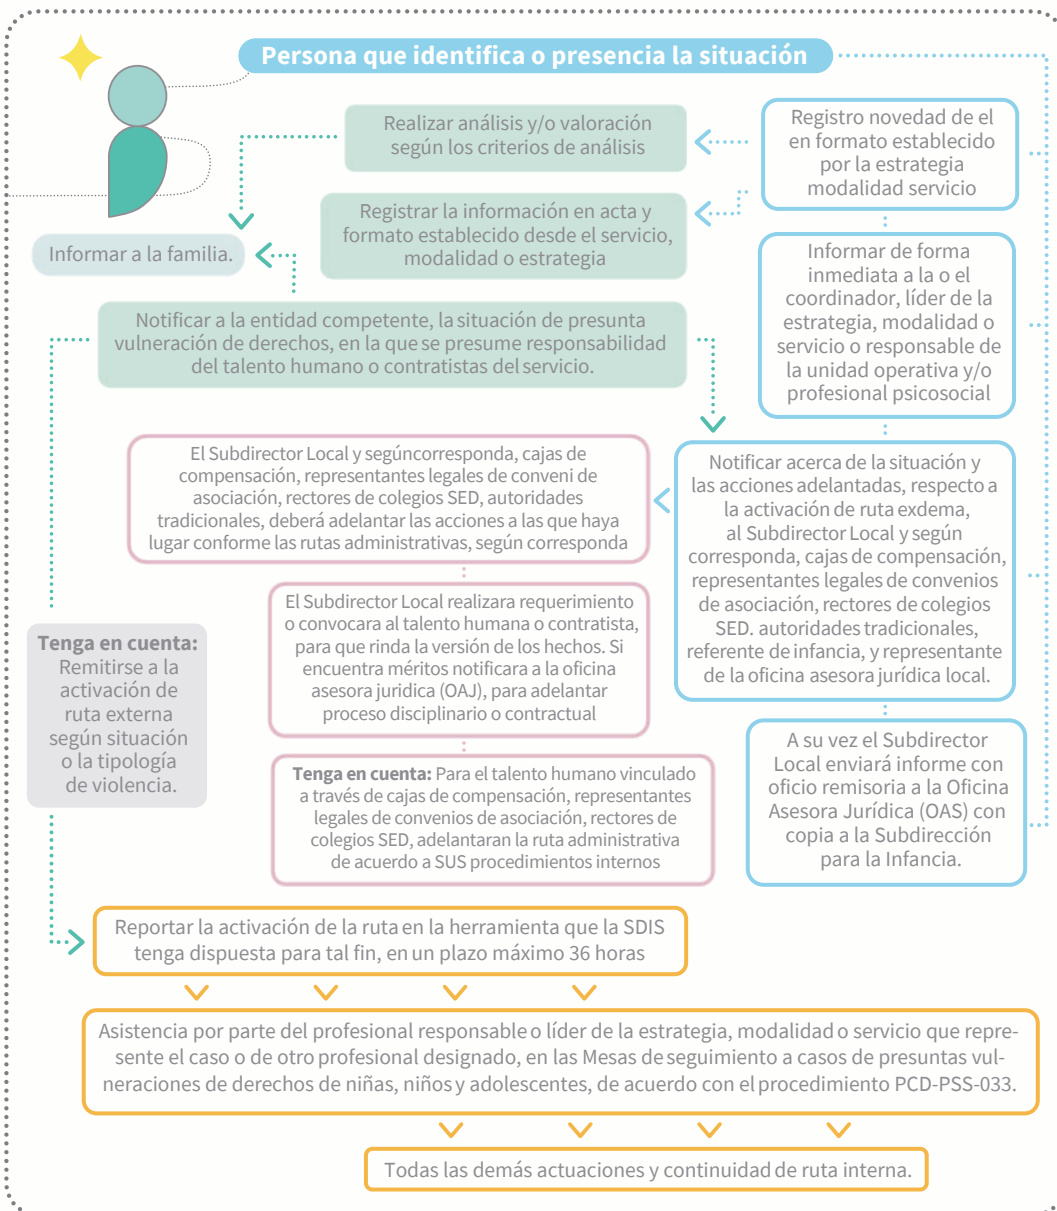 Persona que identifica o presencia la situación
Realizar análisis y/o valoración
según los criterios de análisis
Registro novedad de el
en formato establecido
por la estrategia
modalidad servicio
Registrar la información en acta y
formato establecido desde el servicio,
modalidad o estrategia
Informar a la familia.
Informar de forma
inmediata a la o el
coordinador, líder de la
estrategia, modalidad o
servicio o responsable de
la unidad operativa y/o
profesional psicosocial
Notificar a la entidad competente, la situación de presunta
vulneración de derechos, en la que se presume responsabilidad
del talento humano o contratistas del servicio.
El Subdirector Local y segúncorresponda, cajas de
compensación, representantes legales de conveni de
asociación, rectores de colegios SED, autoridades
tradicionales, deberá adelantar las acciones a las que haya
lugar conforme las rutas administrativas, según corresponda
Notificar acerca de la situación y
las acciones adelantadas, respecto a
la activación de ruta exdema,
al Subdirector Local y según
corresponda, cajas de compensación,
representantes legales de convenios
de asociación, rectores de colegios
SED. autoridades tradicionales,
referente de infancia, y representante
de la oficina asesora jurídica local.
El Subdirector Local realizara requerimiento
o convocara al talento humana o contratista,
para que rinda la versión de los hechos. Si
encuentra méritos notificara a la oficina
asesora juridica (OAJ), para adelantar
proceso disciplinario o contractual
Tenga en cuenta:
Remitirse a la
activación de
ruta externa
según situación
o la tipología
de violencia.
Tenga en cuenta: Para el talento humano vinculado
a través de cajas de compensación, representantes
legales de convenios de asociación, rectores de
colegios SED, adelantaran la ruta administrativa
de acuerdo a SUS procedimientos internos
A su vez el Subdirector
Local enviará informe con
oficio remisoria a la Oficina
Asesora Jurídica (OAS) con
copia a la Subdirección
para la Infancia.
Reportar la activación de la ruta en la herramienta que la SDIS
tenga dispuesta para tal fin, en un plazo máximo 36 horas
Asistencia por parte del profesional responsable o líder de la estrategia, modalidad o servicio que repre-
sente el caso o de otro profesional designado, en las Mesas de seguimiento a casos de presuntas vul-
neraciones de derechos de niñas, niños y adolescentes, de acuerdo con el procedimiento PCD-PSS-033.
Todas las demás actuaciones y continuidad de ruta interna.